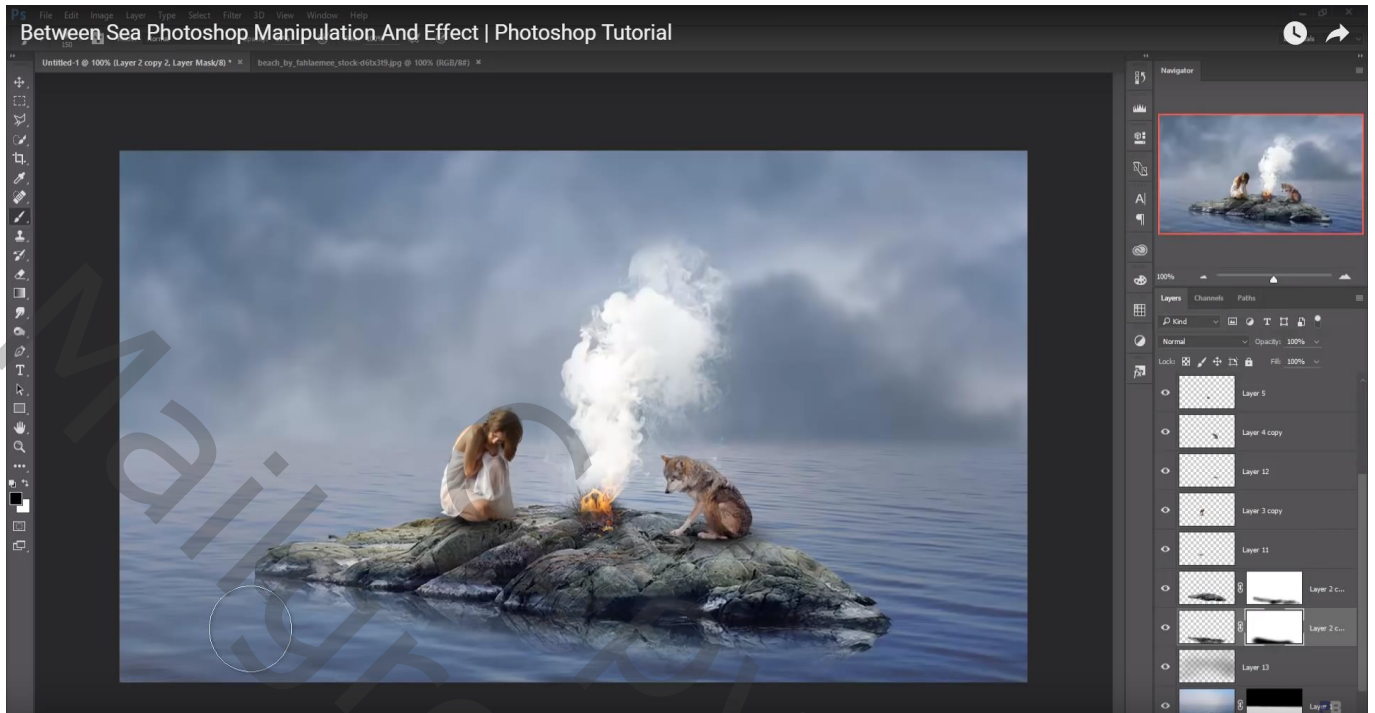 Ps File Edit Image Layer Type Select Filter 3D View Window Help
Between Sea Photoshop Manipulation And Effect | Photoshop Tutorial
150
Untitled-1 @ 100% (Layer 2 copy 2, Layer Mask/8) * × beach_by_fahlaemee_stock-d6tx3t9.jpg @ 100% (RGB/8#) ×
Navigator
100%
Layers Channels Paths
Kind
Normal Opacity: 100%
Lock: Fill: 100%
Layer 5
Layer 4 copy
Layer 12
Layer 3 copy
Layer 11
Layer 2 c...
Layer 2 c...
Layer 13